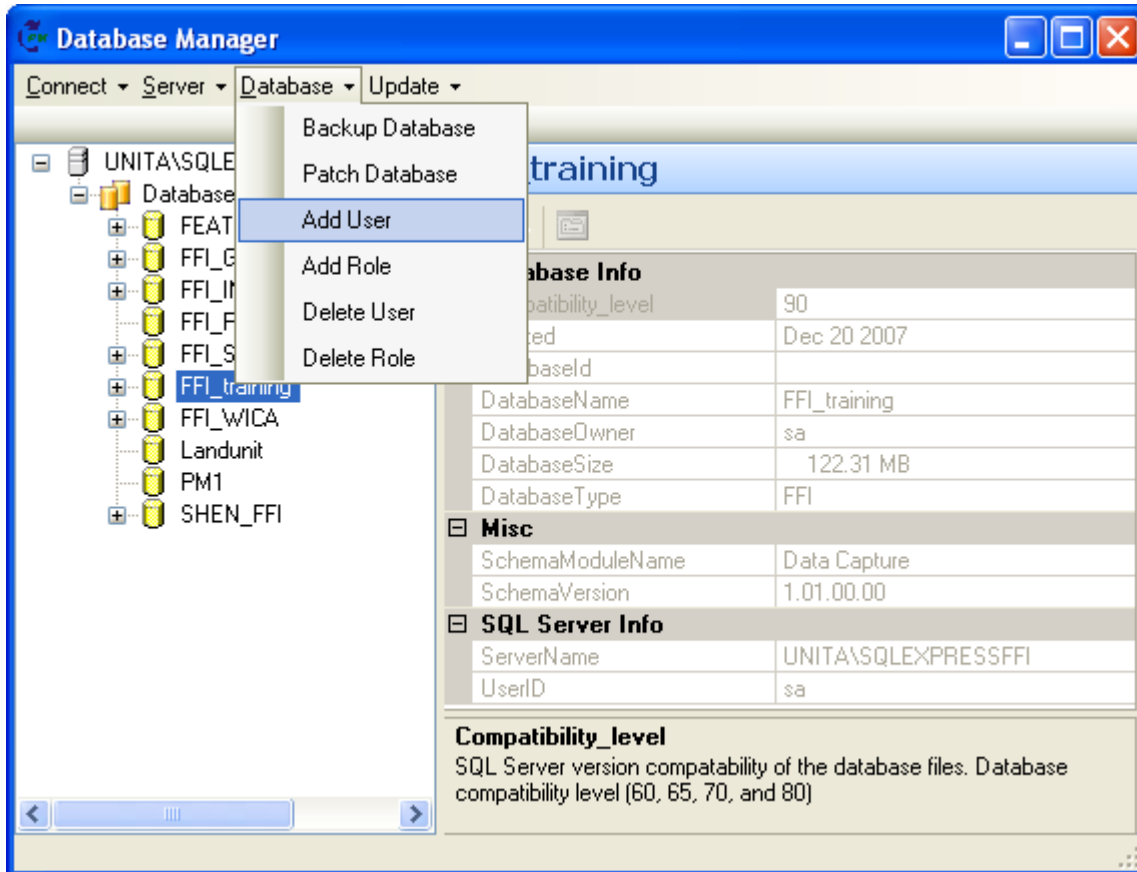 Database Manager
Connect Server Database Update
Backup Database
Patch Database
Add User
Add Role
Delete User
Delete Role
UNITA\SQLE
Database
FEAT
FFI_G
FFI_IN
FFI_F
FFI_S
FFI_training
FFI_WICA
Landunit
PM1
SHEN_FFI
training
abase Info
patibility_level 90
ted Dec 20 2007
baseId
DatabaseName FFI_training
DatabaseOwner sa
DatabaseSize 122.31 MB
DatabaseType FFI
Misc
SchemaModuleName Data Capture
SchemaVersion 1.01.00.00
SQL Server Info
ServerName UNITA\SQLEXPRESSFFI
UserID sa
Compatibility_level
SQL Server version compatability of the database files. Database
compatibility level (60, 65, 70, and 80)